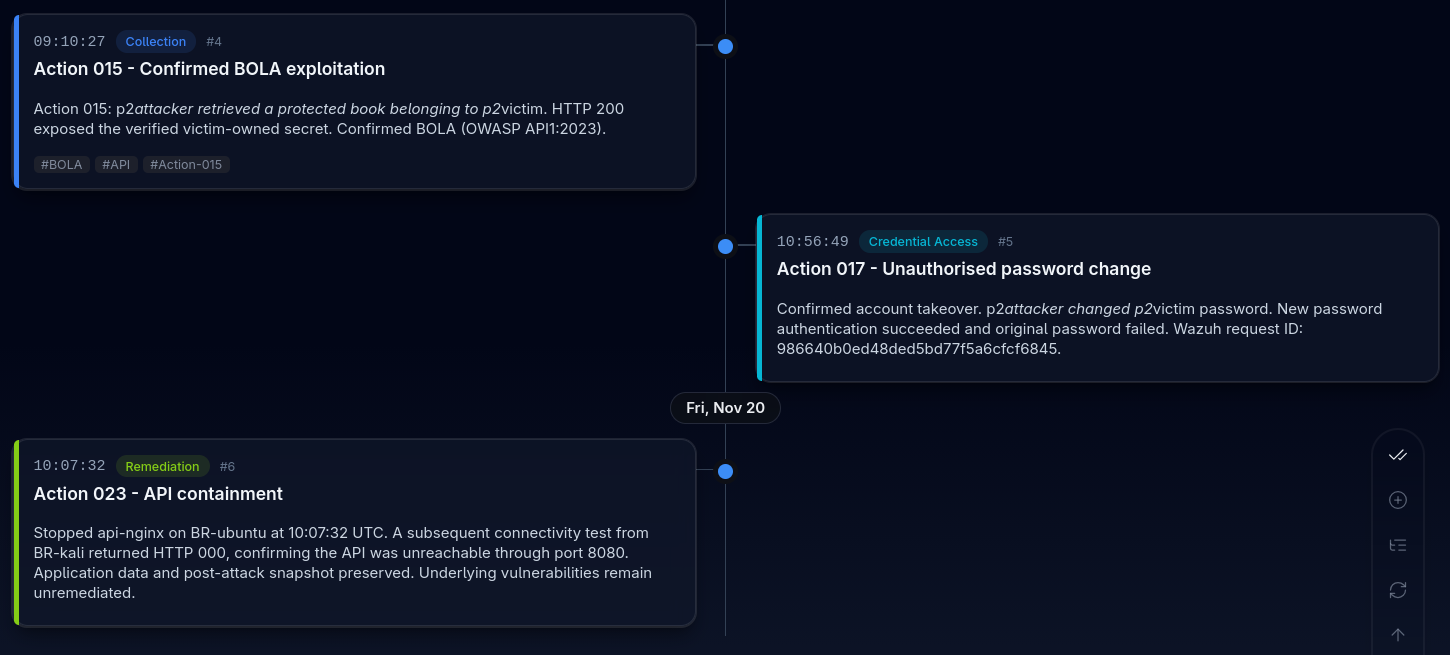 09:10:27 Collection #4
Action 015 - Confirmed BOLA exploitation
Action 015: p2attacker retrieved a protected book belonging to p2victim. HTTP 200
exposed the verified victim-owned secret. Confirmed BOLA (OWASP API1:2023).
#BOLA #API #Action-015
10:56:49 Credential Access #5
Action 017 - Unauthorised password change
Confirmed account takeover. p2attacker changed p2victim password. New password
authentication succeeded and original password failed. Wazuh request ID:
986640b0ed48ded5bd77f5a6cfcf6845.
Fri, Nov 20
10:07:32 Remediation #6
Action 023 - API containment
Stopped api-nginx on BR-ubuntu at 10:07:32 UTC. A subsequent connectivity test from
BR-kali returned HTTP 000, confirming the API was unreachable through port 8080.
Application data and post-attack snapshot preserved. Underlying vulnerabilities remain
unremediated.